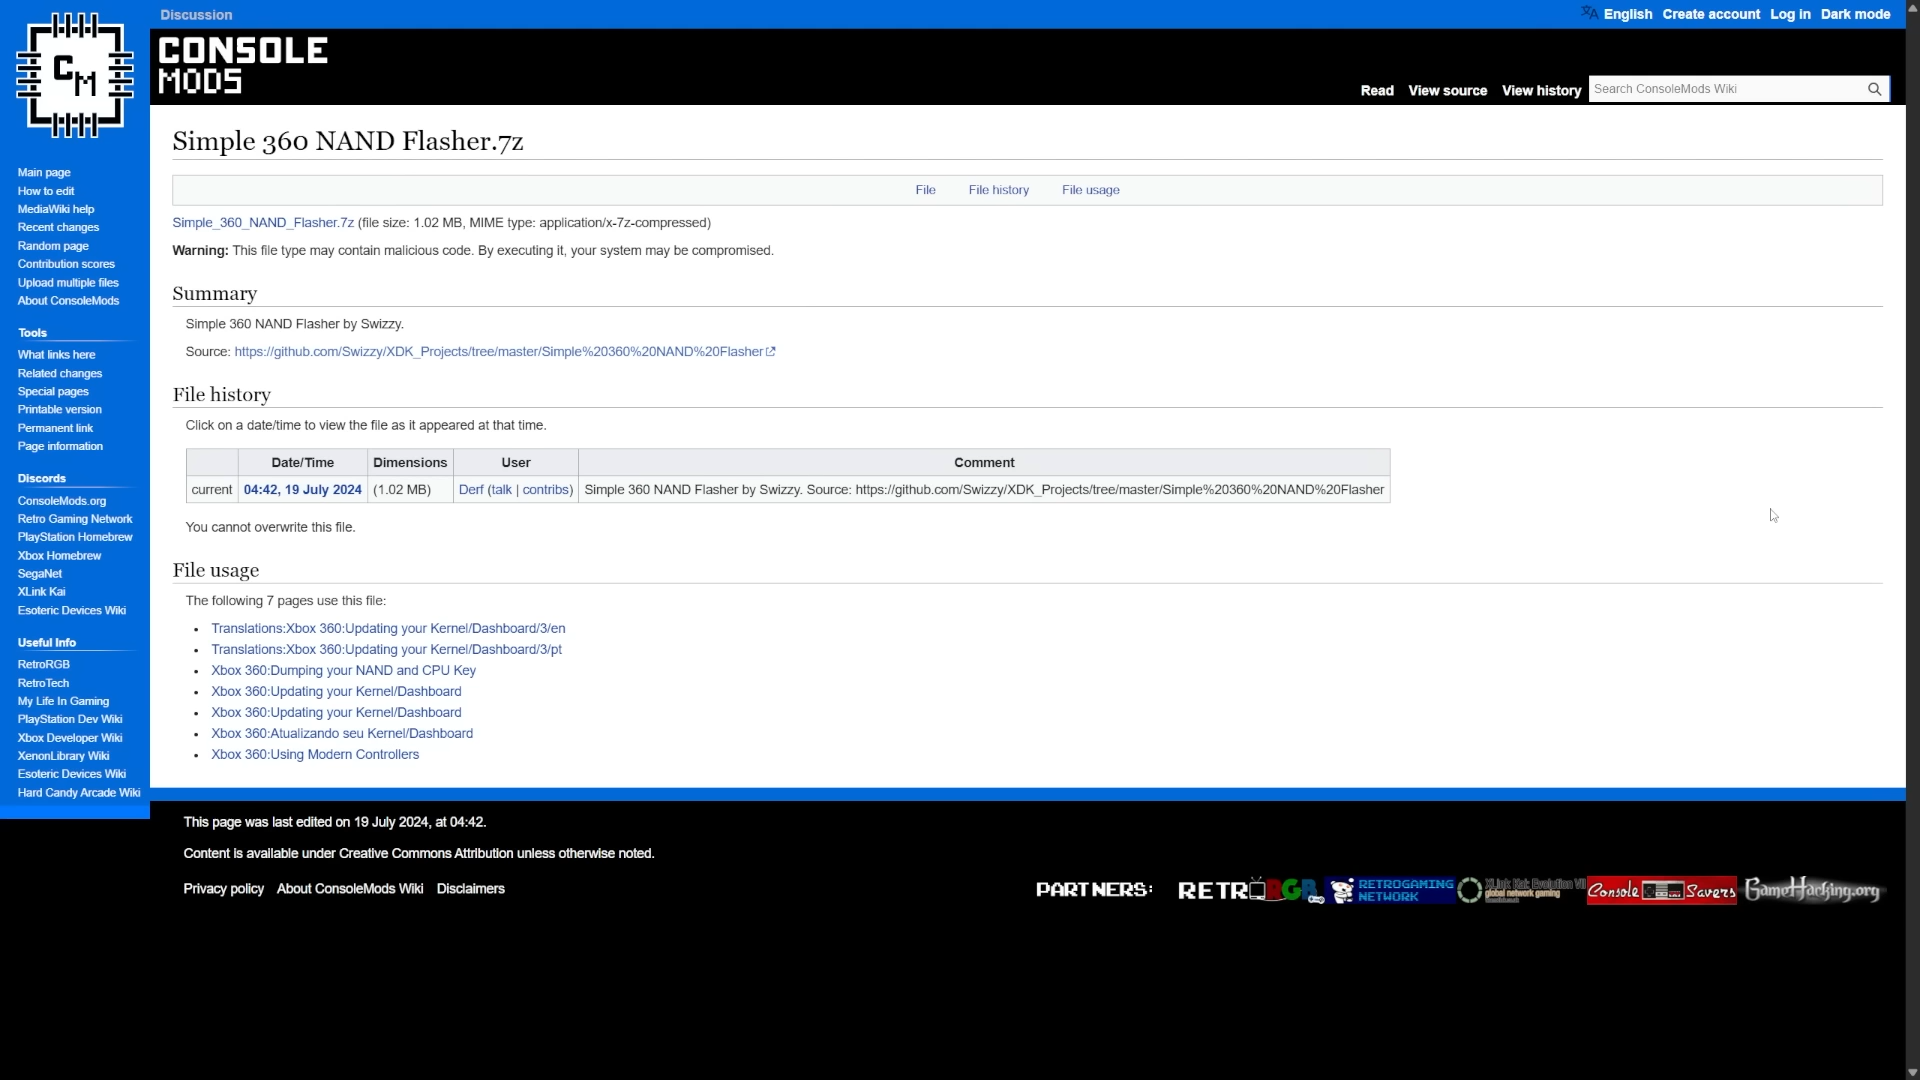 Discussion
English Create account Log in Dark mode
CM
CONSOLE
MODS
Read View source View history Search ConsoleMods Wiki
Simple 360 NAND Flasher.7z
Main page
How to edit
MediaWiki help
Recent changes
Random page
Contribution scores
Upload multiple files
About ConsoleMods
Tools
What links here
Related changes
Special pages
Printable version
Permanent link
Page information
Discords
ConsoleMods.org
Retro Gaming Network
PlayStation Homebrew
Xbox Homebrew
SegaNet
XLink Kai
Esoteric Devices Wiki
Useful Info
RetroRGB
RetroTech
My Life In Gaming
PlayStation Dev Wiki
Xbox Developer Wiki
XenonLibrary Wiki
Esoteric Devices Wiki
Hard Candy Arcade Wiki
File File history File usage
Simple_360_NAND_Flasher.7z (file size: 1.02 MB, MIME type: application/x-7z-compressed)
Warning: This file type may contain malicious code. By executing it, your system may be compromised.
Summary
Simple 360 NAND Flasher by Swizzy.
Source: https://github.com/Swizzy/XDK_Projects/tree/master/Simple%20360%20NAND%20Flasher
File history
Click on a date/time to view the file as it appeared at that time.
Date/Time Dimensions User Comment
current 04:42, 19 July 2024 (1.02 MB) Derf (talk | contribs) Simple 360 NAND Flasher by Swizzy. Source: https://github.com/Swizzy/XDK_Projects/tree/master/Simple%20360%20NAND%20Flasher
You cannot overwrite this file.
File usage
The following 7 pages use this file:
Translations:Xbox 360:Updating your Kernel/Dashboard/3/en
Translations:Xbox 360:Updating your Kernel/Dashboard/3/pt
Xbox 360:Dumping your NAND and CPU Key
Xbox 360:Updating your Kernel/Dashboard
Xbox 360:Updating your Kernel/Dashboard
Xbox 360:Atualizando seu Kernel/Dashboard
Xbox 360:Using Modern Controllers
This page was last edited on 19 July 2024, at 04:42.
Content is available under Creative Commons Attribution unless otherwise noted.
Privacy policy About ConsoleMods Wiki Disclaimers
PARTNERS:
RETRORGB
RETROGAMING
NETWORK
XLink Kai: Evolution VII
global network gaming
Console Savers
GameHacking.org